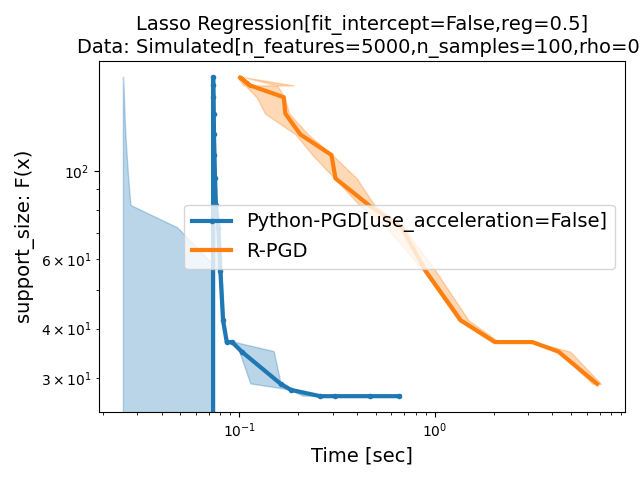 Lasso Regression[fit_intercept=False,reg=0.5]
Data: Simulated[n_features=5000,n_samples=100,rho=0
support_size: F(x)
10²
6 × 10¹
4 × 10¹
3 × 10¹
Python-PGD[use_acceleration=False]
R-PGD
10⁻¹
10⁰
Time [sec]